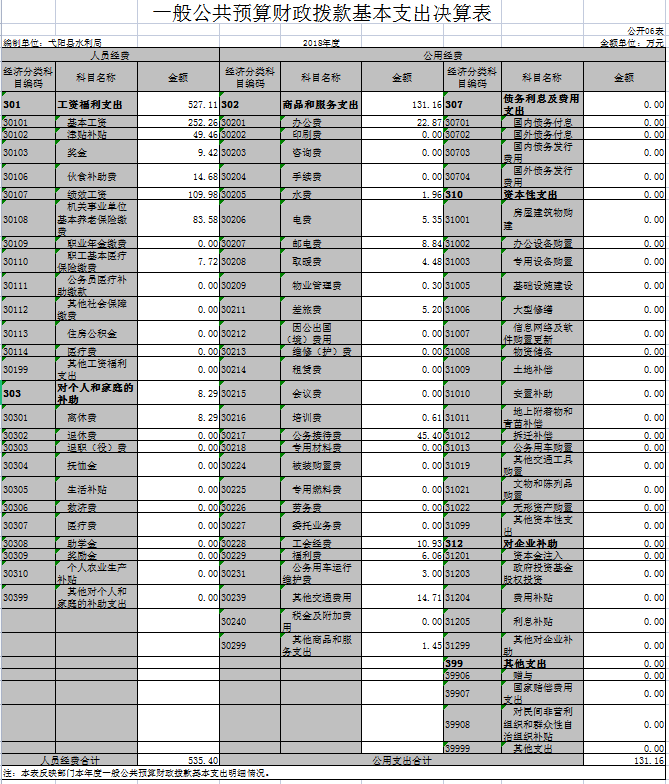 一般公共预算财政拨款基本支出决算表
公开06表
编制单位：弋阳县水利局 2018年度 金额单位：万元
人员经费 公用经费
经济分类科目编码 科目名称 金额 经济分类科目编码 科目名称 金额 经济分类科目编码 科目名称 金额
301 工资福利支出 527.11 302 商品和服务支出 131.16 307 债务利息及费用支出 0.00
30101 基本工资 252.26 30201 办公费 22.87 30701 国内债务付息 0.00
30102 津贴补贴 49.46 30202 印刷费 0.00 30702 国外债务付息 0.00
30103 奖金 9.42 30203 咨询费 0.00 30703 国内债务发行费用 0.00
30106 伙食补助费 14.68 30204 手续费 0.00 30704 国外债务发行费用 0.00
30107 绩效工资 109.98 30205 水费 1.96 310 资本性支出 0.00
30108 机关事业单位基本养老保险缴费 83.58 30206 电费 5.35 31001 房屋建筑物购建 0.00
30109 职业年金缴费 0.00 30207 邮电费 8.84 31002 办公设备购置 0.00
30110 职工基本医疗保险缴费 7.72 30208 取暖费 4.48 31003 专用设备购置 0.00
30111 公务员医疗补助缴款 0.00 30209 物业管理费 0.30 31005 基础设施建设 0.00
30112 其他社会保障缴费 0.00 30211 差旅费 5.20 31006 大型修缮 0.00
30113 住房公积金 0.00 30212 因公出国（境）费用 0.00 31007 信息网络及软件购置更新 0.00
30114 医疗费 0.00 30213 维修（护）费 0.00 31008 物资储备 0.00
30199 其他工资福利支出 0.00 30214 租赁费 0.00 31009 土地补偿 0.00
303 对个人和家庭的补助 8.29 30215 会议费 0.00 31010 安置补助 0.00
30301 离休费 8.29 30216 培训费 0.61 31011 地上附着物和青苗补偿 0.00
30302 退休费 0.00 30217 公务接待费 45.40 31012 拆迁补偿 0.00
30303 退职（役）费 0.00 30218 专用材料费 0.00 31013 公务用车购置 0.00
30304 抚恤金 0.00 30224 被装购置费 0.00 31019 其他交通工具购置 0.00
30305 生活补贴 0.00 30225 专用燃料费 0.00 31021 文物和陈列品购置 0.00
30306 救济费 0.00 30226 劳务费 0.00 31022 无形资产购置 0.00
30307 医疗费 0.00 30227 委托业务费 0.00 31099 其他资本性支出 0.00
30308 助学金 0.00 30228 工会经费 10.93 312 对企业补助 0.00
30309 奖励金 0.00 30229 福利费 6.06 31201 资本金注入 0.00
30310 个人农业生产补贴 0.00 30231 公务用车运行维护费 3.00 31203 政府投资基金股权投资 0.00
30399 其他对个人和家庭的补助支出 0.00 30239 其他交通费用 14.71 31204 费用补贴 0.00
30240 税金及附加费用 0.00 31205 利息补贴 0.00
30299 其他商品和服务支出 1.45 31299 其他对企业补助 0.00
399 其他支出 0.00
39906 赠与 0.00
39907 国家赔偿费用支出 0.00
39908 对民间非营利组织和群众性自治组织补贴 0.00
39999 其他支出 0.00
人员经费合计 535.40 公用支出合计 131.16
注：本表反映部门本年度一般公共预算财政拨款基本支出明细情况。